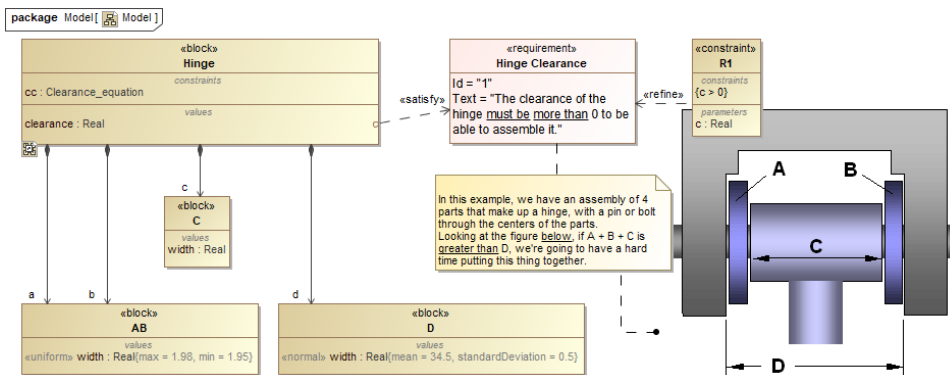 package Model[ Model ]
«block»
Hinge
constraints
cc : Clearance_equation
values
clearance : Real
c
«satisfy»
«requirement»
Hinge Clearance
Id = "1"
Text = "The clearance of the
hinge must be more than 0 to be
able to assemble it."
«refine»
«constraint»
R1
constraints
{c > 0}
parameters
c : Real
c
«block»
C
values
width : Real
In this example, we have an assembly of 4
parts that make up a hinge, with a pin or bolt
through the centers of the parts.
Looking at the figure below, if A + B + C is
greater than D, we're going to have a hard
time putting this thing together.
a
b
d
«block»
AB
values
«uniform» width : Real{max = 1.98, min = 1.95}
«block»
D
values
«normal» width : Real{mean = 34.5, standardDeviation = 0.5}
A
B
C
D